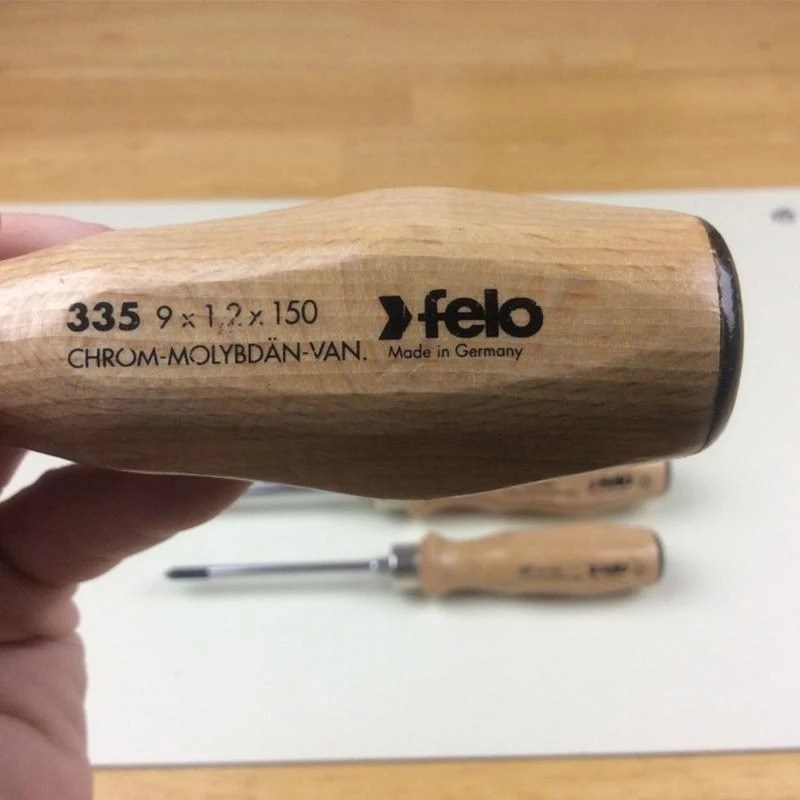 335 9 x 1,2 x 150
CHROM-MOLYBDÄN-VAN.
felo
Made in Germany